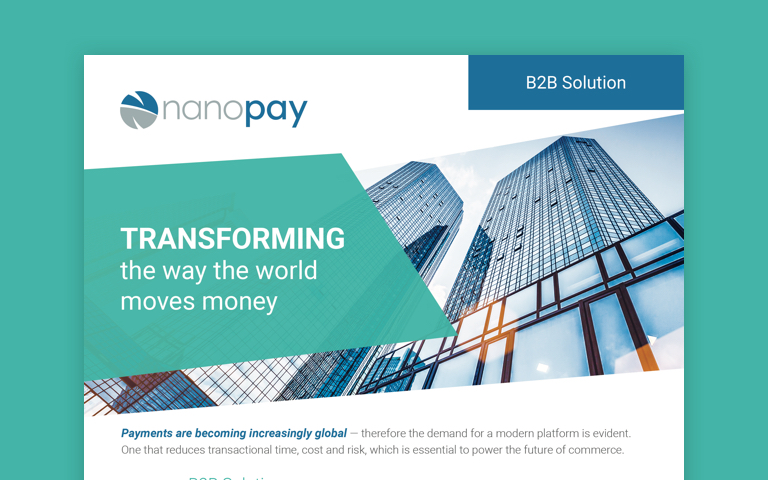 nanopay
B2B Solution
TRANSFORMING
the way the world
moves money
Payments are becoming increasingly global — therefore the demand for a modern platform is evident.
One that reduces transactional time, cost and risk, which is essential to power the future of commerce.